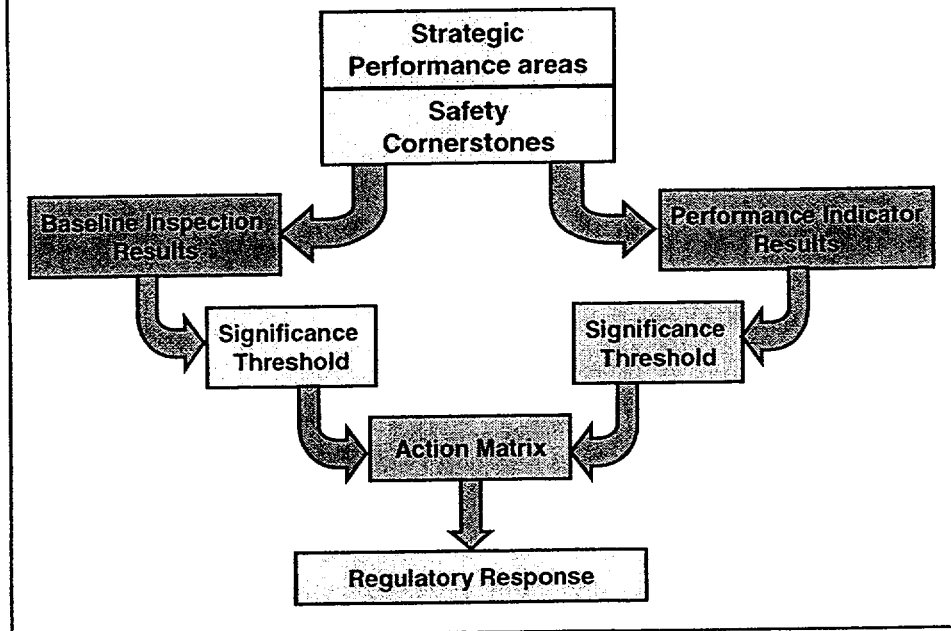 Strategic
Performance areas
Safety
Cornerstones
Baseline Inspection
Results
Performance Indicator
Results
Significance
Threshold
Significance
Threshold
Action Matrix
Regulatory Response